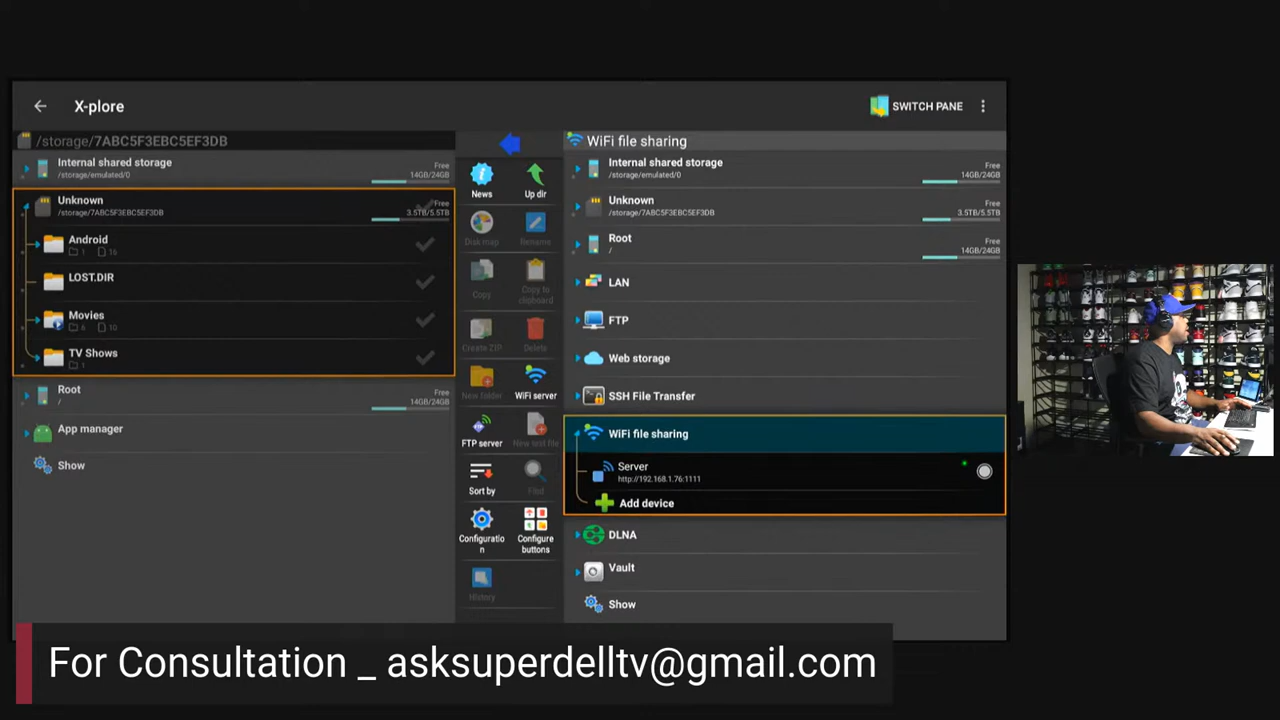 X-plore
SWITCH PANE
/storage/7ABC5F3EBC5EF3DB
Internal shared storage
/storage/emulated/0
Free
14GB/24GB
Unknown
/storage/7ABC5F3EBC5EF3DB
Free
3.5TB/5.5TB
Android
1 16
LOST.DIR
Movies
6 10
TV Shows
1
Root
/
Free
14GB/24GB
App manager
Show
News
Up dir
Disk map
Rename
Copy
Copy to
clipboard
Create ZIP
Delete
New folder
WiFi server
FTP server
New text file
Sort by
Find
Configuratio
n
Configure
buttons
History
WiFi file sharing
Internal shared storage
/storage/emulated/0
Free
14GB/24GB
Unknown
/storage/7ABC5F3EBC5EF3DB
Free
3.5TB/5.5TB
Root
/
Free
14GB/24GB
LAN
FTP
Web storage
SSH File Transfer
WiFi file sharing
Server
http://192.168.1.76:1111
Add device
DLNA
Vault
Show
For Consultation _ asksuperdelltv@gmail.com